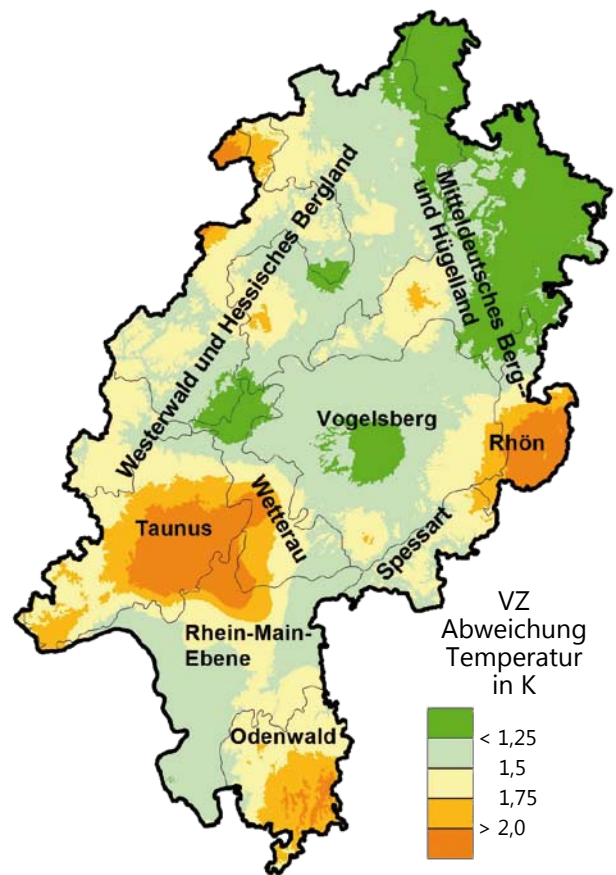 Westerwald und Hessisches Bergland
Mitteldeutsches Berg--
und Hügelland
Vogelsberg
Rhön
Wetterau
Taunus
Spessart
Rhein-Main-
Ebene
Odenwald
VZ
Abweichung
Temperatur
in K
< 1,25
1,5
1,75
> 2,0